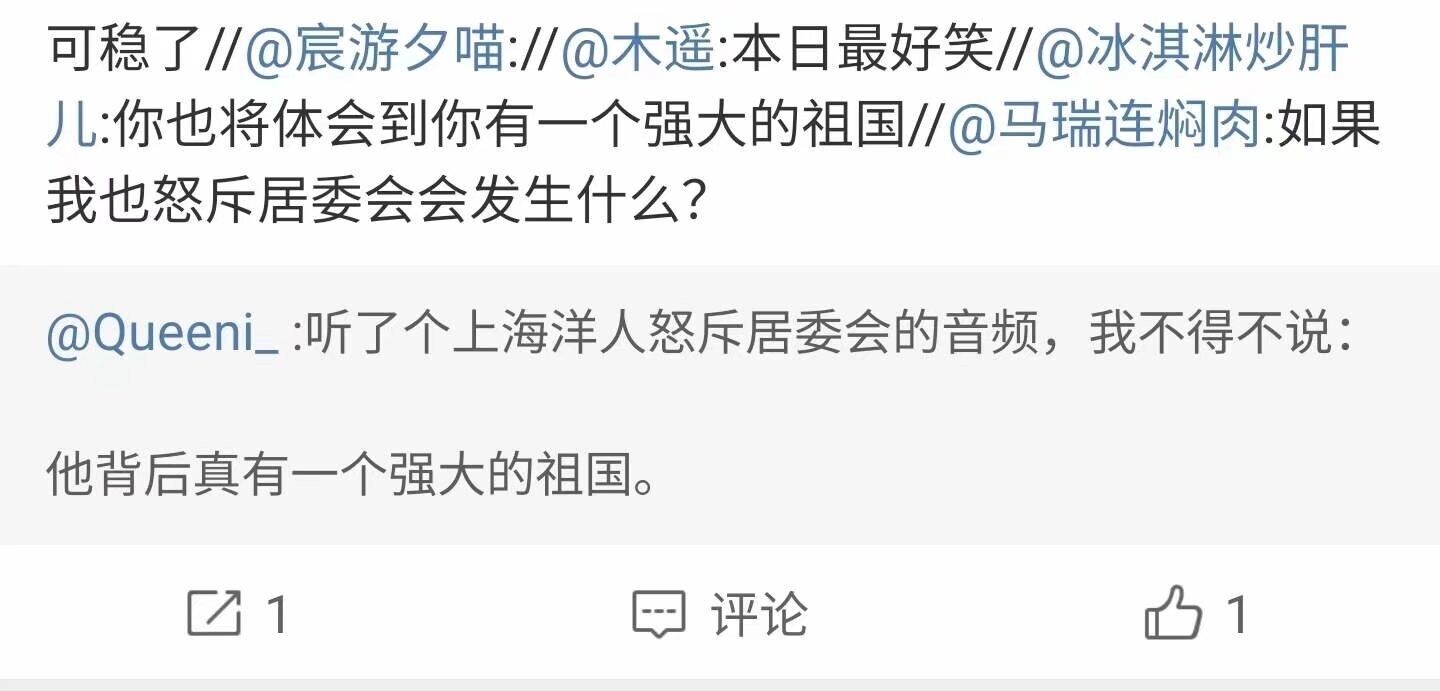 可稳了//@宸游夕喵://@木遥:本日最好笑//@冰淇淋炒肝
儿:你也将体会到你有一个强大的祖国//@马瑞连焖肉:如果
我也怒斥居委会会发生什么?
@Queeni_ :听了个上海洋人怒斥居委会的音频，我不得不说：
他背后真有一个强大的祖国。
1 评论 1